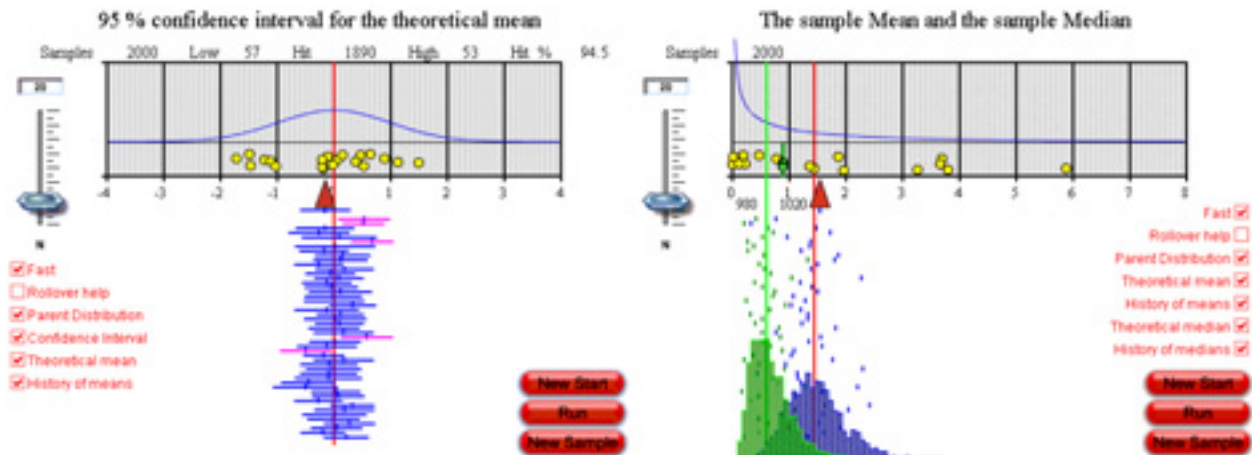 95 % confidence interval for the theoretical mean
Samples 2000 Low 57 Hit 1890 High 53 Hit % 94.5
20
-4 -3 -2 -1 0 1 2 3 4
N
Fast
Rollover help
Parent Distribution
Confidence Interval
Theoretical mean
History of means
New Start
Run
New Sample
The sample Mean and the sample Median
Samples 2000
20
0 1 2 3 4 5 6 7 8
980 1020
N
Fast
Rollover help
Parent Distribution
Theoretical mean
History of means
Theoretical median
History of medians
New Start
Run
New Sample